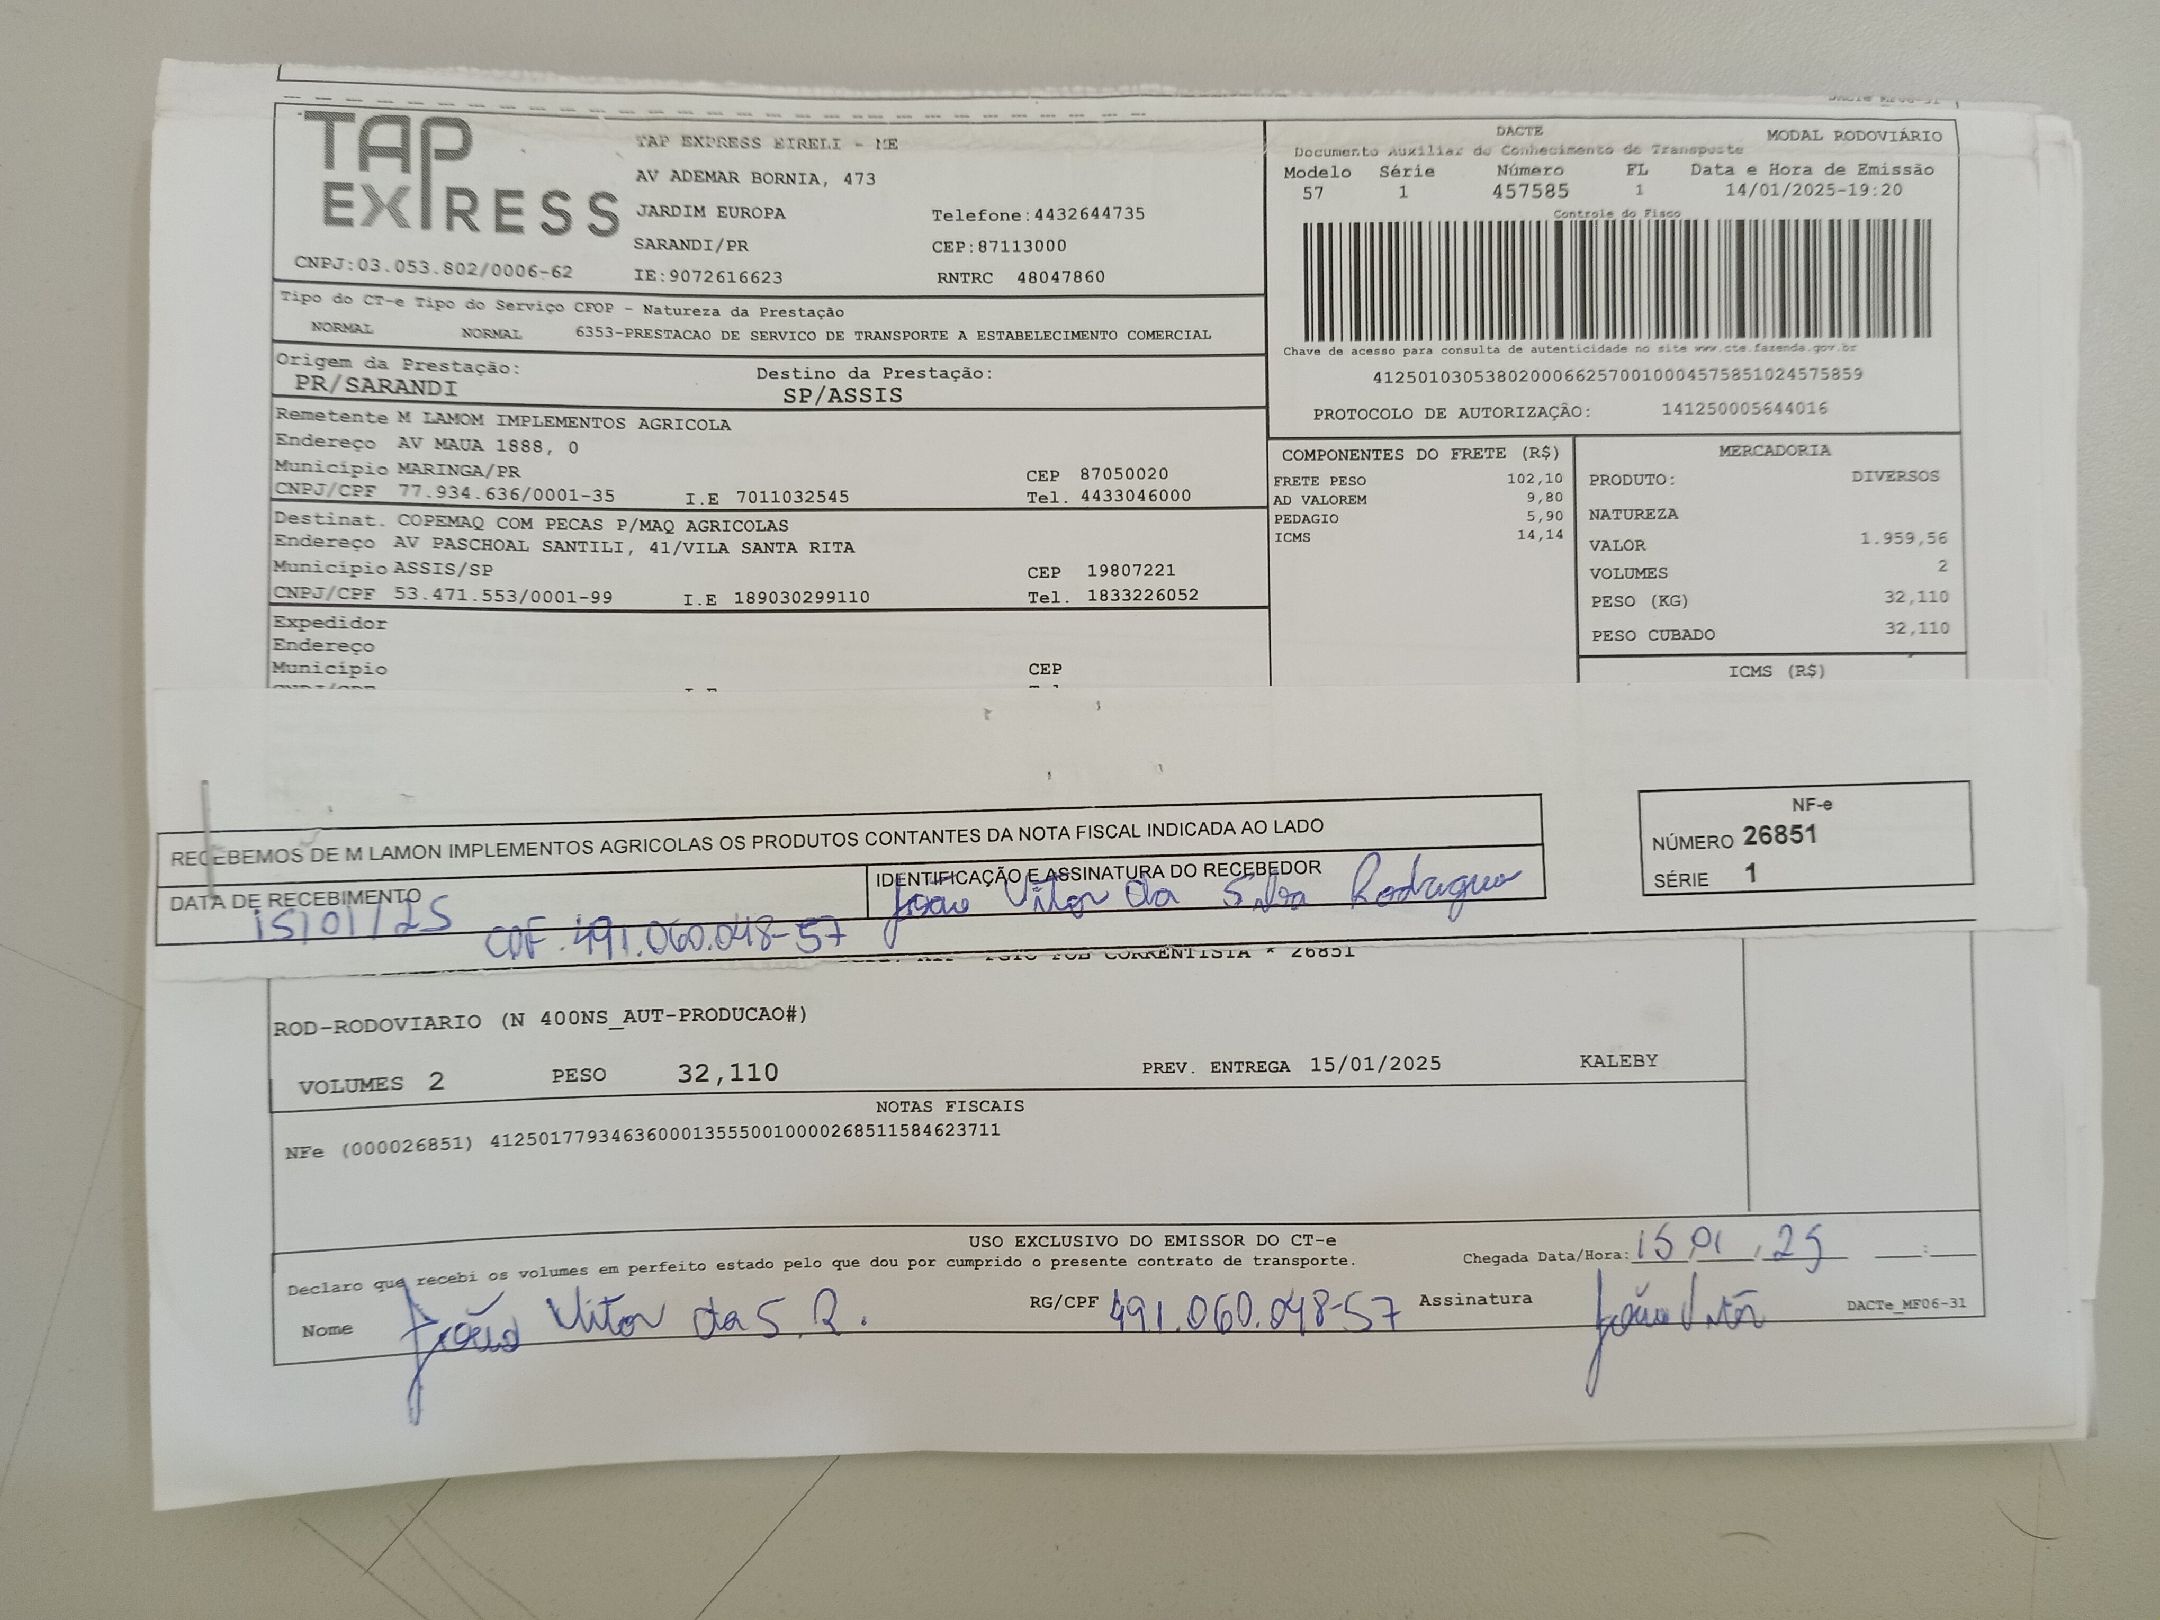 TAP EXPRESS
TAP EXPRESS EIRELI - ME
AV ADEMAR BORNIA, 473
JARDIM EUROPA Telefone:4432644735
SARANDI/PR CEP:87113000
CNPJ:03.053.802/0006-62 IE:9072616623 RNTRC 48047860
DACTE MODAL RODOVIÁRIO
Documento Auxiliar do Conhecimento de Transporte
Modelo Série Número FL Data e Hora de Emissão
57 1 457585 1 14/01/2025-19:20
Controle do Fisco
Chave de acesso para consulta de autenticidade no site www.cte.fazenda.gov.br
41250103053802000662570010004575851024575859
PROTOCOLO DE AUTORIZAÇÃO: 141250005644016
Tipo do CT-e Tipo do Serviço CFOP - Natureza da Prestação
NORMAL NORMAL 6353-PRESTACAO DE SERVICO DE TRANSPORTE A ESTABELECIMENTO COMERCIAL
Origem da Prestação: Destino da Prestação:
PR/SARANDI SP/ASSIS
Remetente M LAMOM IMPLEMENTOS AGRICOLA
Endereço AV MAUA 1888, 0
Município MARINGA/PR CEP 87050020
CNPJ/CPF 77.934.636/0001-35 I.E 7011032545 Tel. 4433046000
Destinat. COPEMAQ COM PECAS P/MAQ AGRICOLAS
Endereço AV PASCHOAL SANTILI, 41/VILA SANTA RITA
Município ASSIS/SP CEP 19807221
CNPJ/CPF 53.471.553/0001-99 I.E 189030299110 Tel. 1833226052
Expedidor
Endereço
Município CEP
COMPONENTES DO FRETE (R$)
FRETE PESO 102,10
AD VALOREM 9,80
PEDAGIO 5,90
ICMS 14,14
MERCADORIA
PRODUTO: DIVERSOS
NATUREZA
VALOR 1.959,56
VOLUMES 2
PESO (KG) 32,110
PESO CUBADO 32,110
ICMS (R$)
RECEBEMOS DE M LAMON IMPLEMENTOS AGRICOLAS OS PRODUTOS CONTANTES DA NOTA FISCAL INDICADA AO LADO
DATA DE RECEBIMENTO IDENTIFICAÇÃO E ASSINATURA DO RECEBEDOR
15/01/25 CPF.491.060.048-57 João Vitor da Silva Rodrigues
NF-e
NÚMERO 26851
SÉRIE 1
CORRENTISTA * 26851
ROD-RODOVIARIO (N 400NS_AUT-PRODUCAO#)
VOLUMES 2 PESO 32,110 PREV. ENTREGA 15/01/2025 KALEBY
NOTAS FISCAIS
NFe (000026851) 41250177934636000135550010000268511584623711
USO EXCLUSIVO DO EMISSOR DO CT-e
Declaro que recebi os volumes em perfeito estado pelo que dou por cumprido o presente contrato de transporte. Chegada Data/Hora: 15 01 25 __:__
Nome João Vitor da S. R. RG/CPF 491.060.048-57 Assinatura João Vitor DACTe_MF06-31